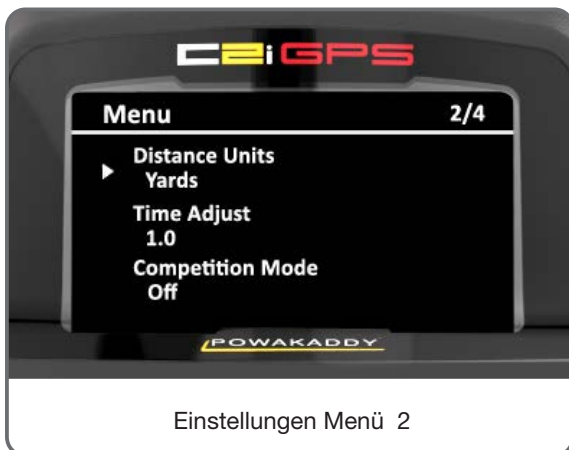 C2i GPS
Menu 2/4
Distance Units
Yards
Time Adjust
1.0
Competition Mode
Off
POWAKADDY
Einstellungen Menü 2